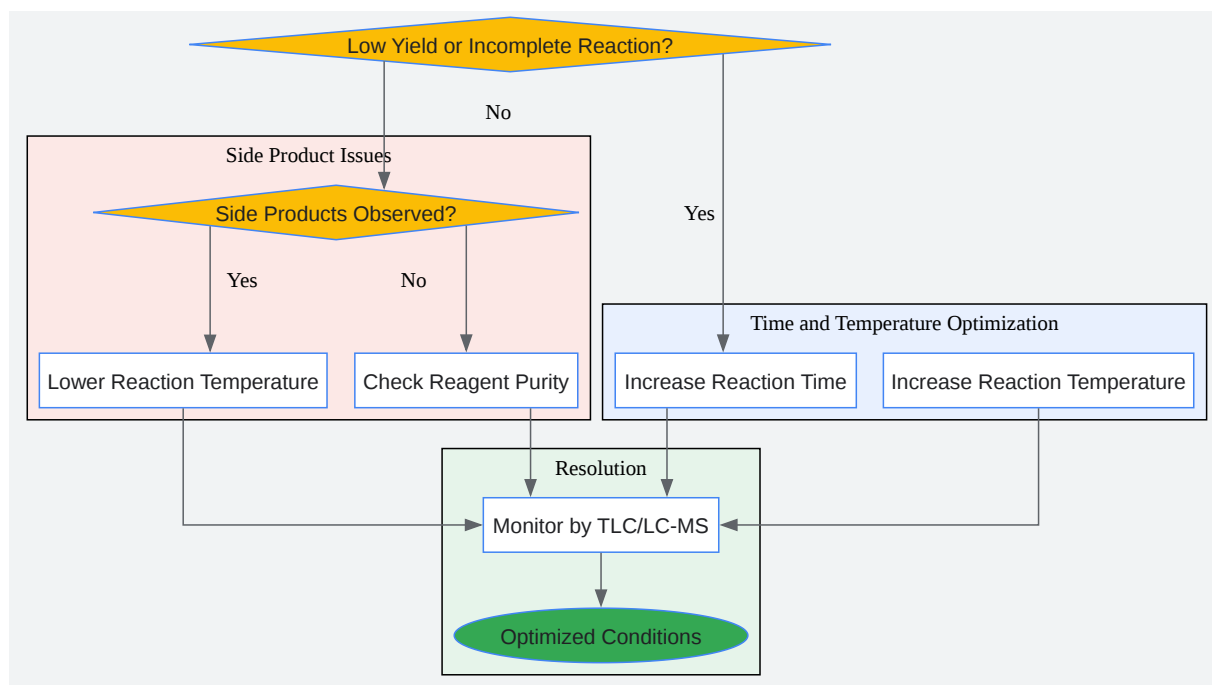 Low Yield or Incomplete Reaction?
No
Side Product Issues
Side Products Observed?
Yes
Yes
No
Time and Temperature Optimization
Lower Reaction Temperature
Check Reagent Purity
Increase Reaction Time
Increase Reaction Temperature
Resolution
Monitor by TLC/LC-MS
Optimized Conditions